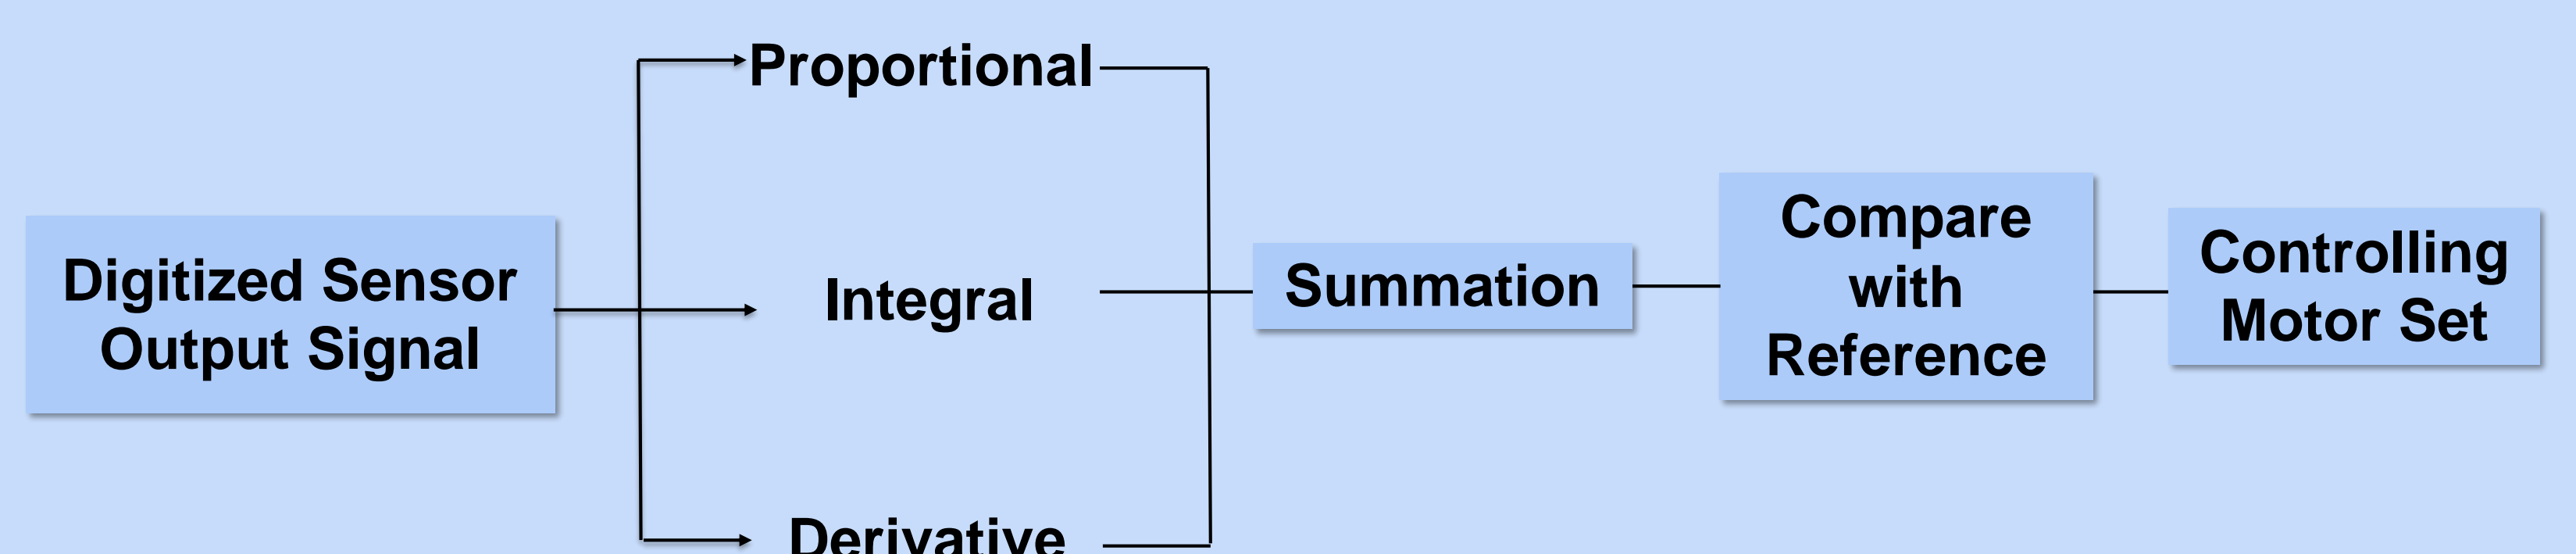 Proportional
Digitized Sensor
Output Signal
Integral
Derivative
Summation
Compare
with
Reference
Controlling
Motor Set